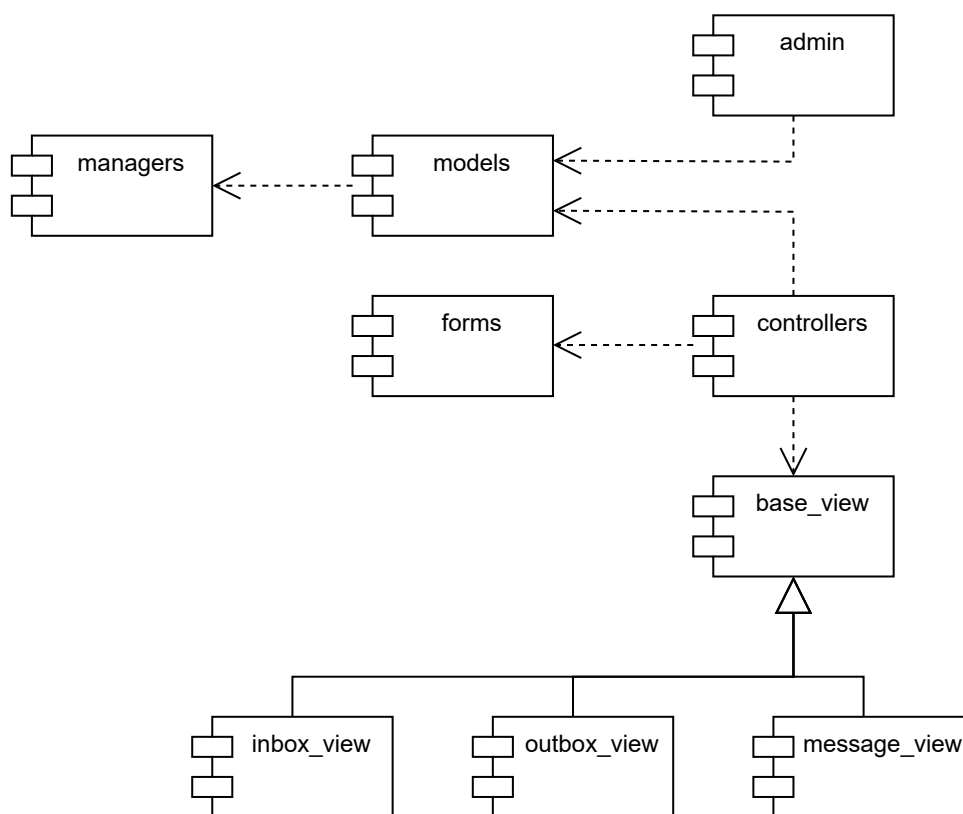 admin
managers
models
forms
controllers
base_view
inbox_view
outbox_view
message_view